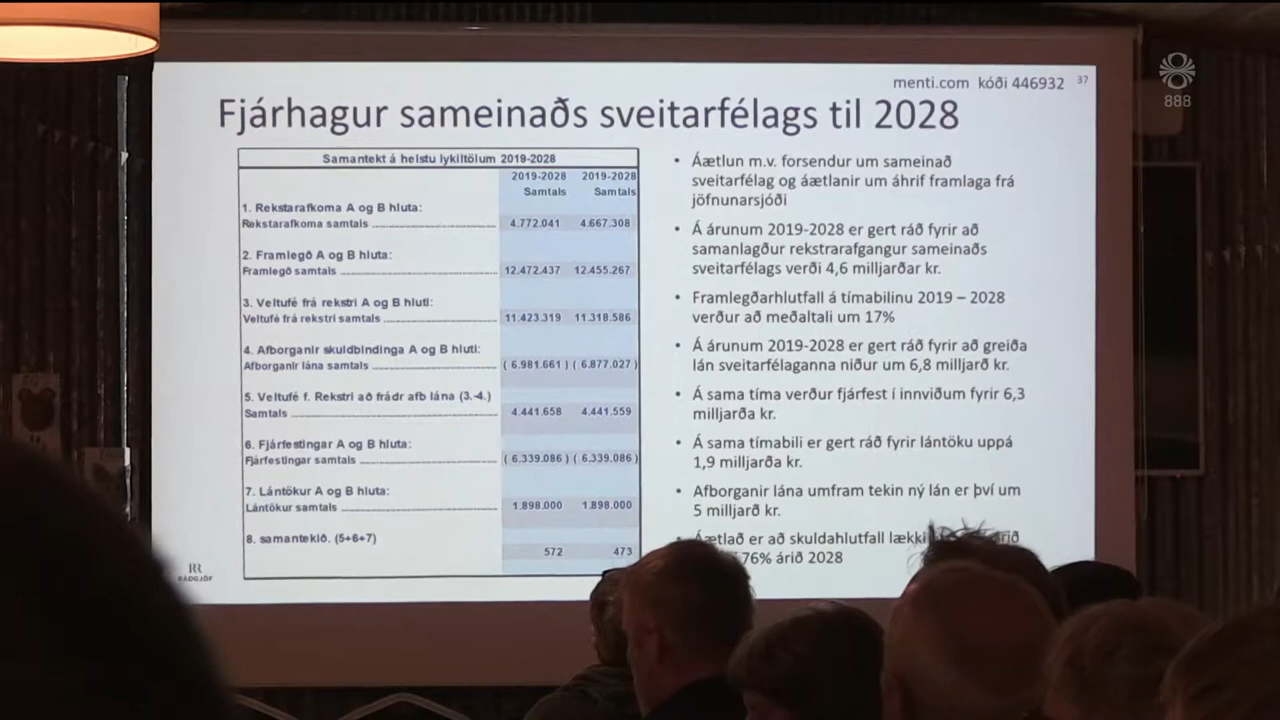 menti.com kóði 446932 37
888
Fjárhagur sameinaðs sveitarfélags til 2028
Samantekt á helstu lykiltölum 2019-2028
2019-2028 2019-2028
Samtals Samtals
1. Rekstarafkoma A og B hluta:
Rekstarafkoma samtals 4.772.041 4.667.308
2. Framlegð A og B hluta:
Framlegð samtals 12.472.437 12.455.267
3. Veltufé frá rekstri A og B hluti:
Veltufé frá rekstri samtals 11.423.319 11.318.586
4. Afborganir skuldbindinga A og B hluti:
Afborganir lána samtals ( 6.981.661 ) ( 6.877.027 )
5. Veltufé f. Rekstri að frádr afb lána (3.-4.)
Samtals 4.441.658 4.441.559
6. Fjárfestingar A og B hluta:
Fjárfestingar samtals ( 6.339.086 ) ( 6.339.086 )
7. Lántökur A og B hluta:
Lántökur samtals 1.898.000 1.898.000
8. samantekið. (5+6+7)
572 473
• Áætlun m.v. forsendur um sameinað
sveitarfélag og áætlanir um áhrif framlaga frá
jöfnunarsjóði
• Á árunum 2019-2028 er gert ráð fyrir að
samanlagður rekstrarafgangur sameinaðs
sveitarfélags verði 4,6 milljarðar kr.
• Framlegðarhlutfall á tímabilinu 2019 – 2028
verður að meðaltali um 17%
• Á árunum 2019-2028 er gert ráð fyrir að greiða
lán sveitarfélaganna niður um 6,8 milljarð kr.
• Á sama tíma verður fjárfest í innviðum fyrir 6,3
milljarða kr.
• Á sama tímabili er gert ráð fyrir lántöku uppá
1,9 milljarða kr.
• Afborganir lána umfram tekin ný lán er því um
5 milljarð kr.
• Áætlað er að skuldahlutfall lækki
76% árið 2028
RR
RÁÐGJÖF